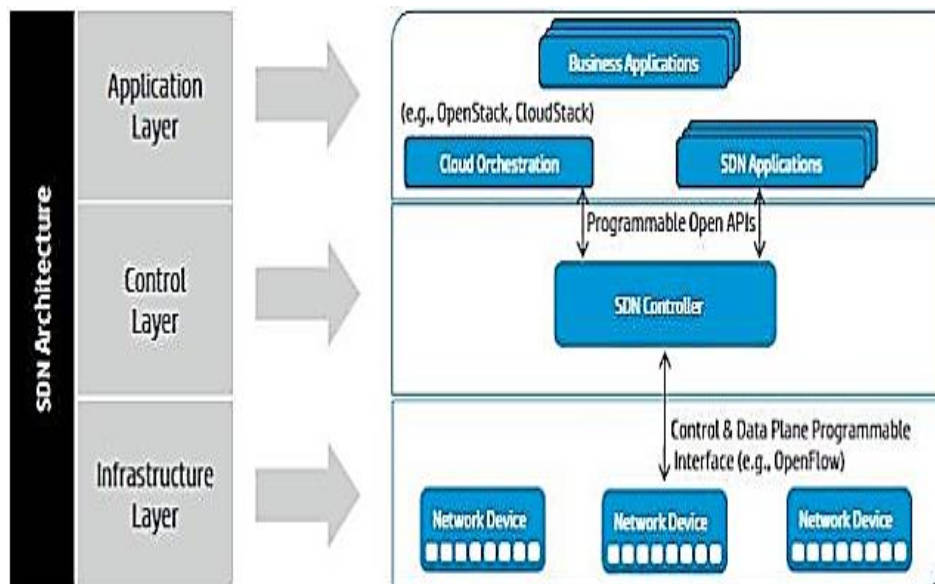 SDN Architecture
Application
Layer
Control
Layer
Infrastructure
Layer
Business Applications
(e.g., OpenStack, CloudStack)
Cloud Orchestration
SDN Applications
Programmable Open APIs
SDN Controller
Control & Data Plane Programmable
Interface (e.g., OpenFlow)
Network Device
Network Device
Network Device